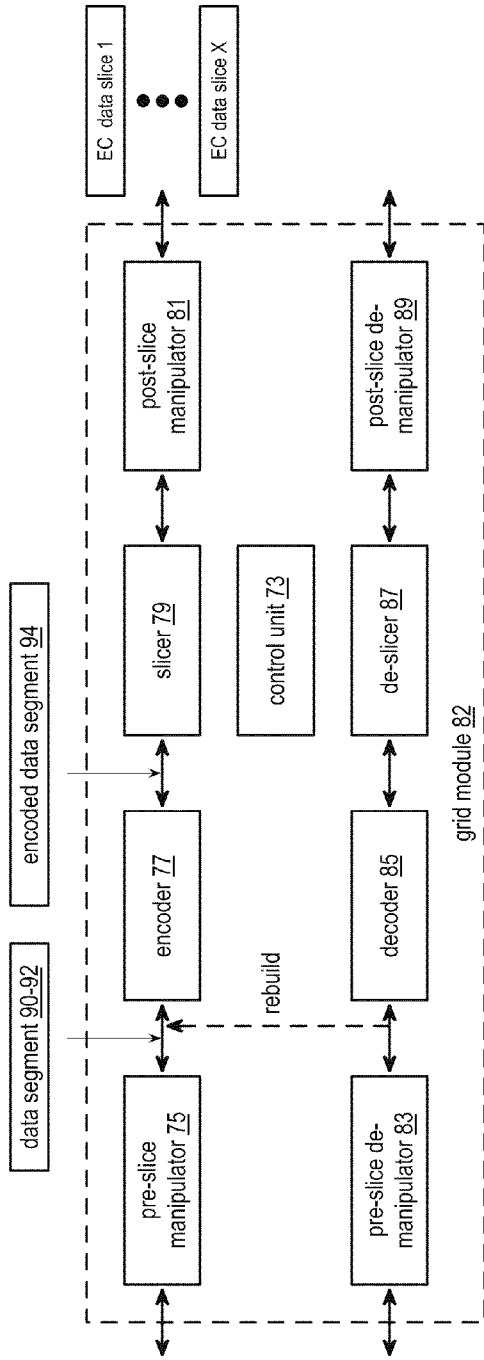 data segment 90-92
encoded data segment 94
EC data slice 1
EC data slice X
pre-slice
manipulator 75
encoder 77
slicer 79
post-slice
manipulator 81
rebuild
control unit 73
pre-slice de-
manipulator 83
decoder 85
de-slicer 87
post-slice de-
manipulator 89
grid module 82